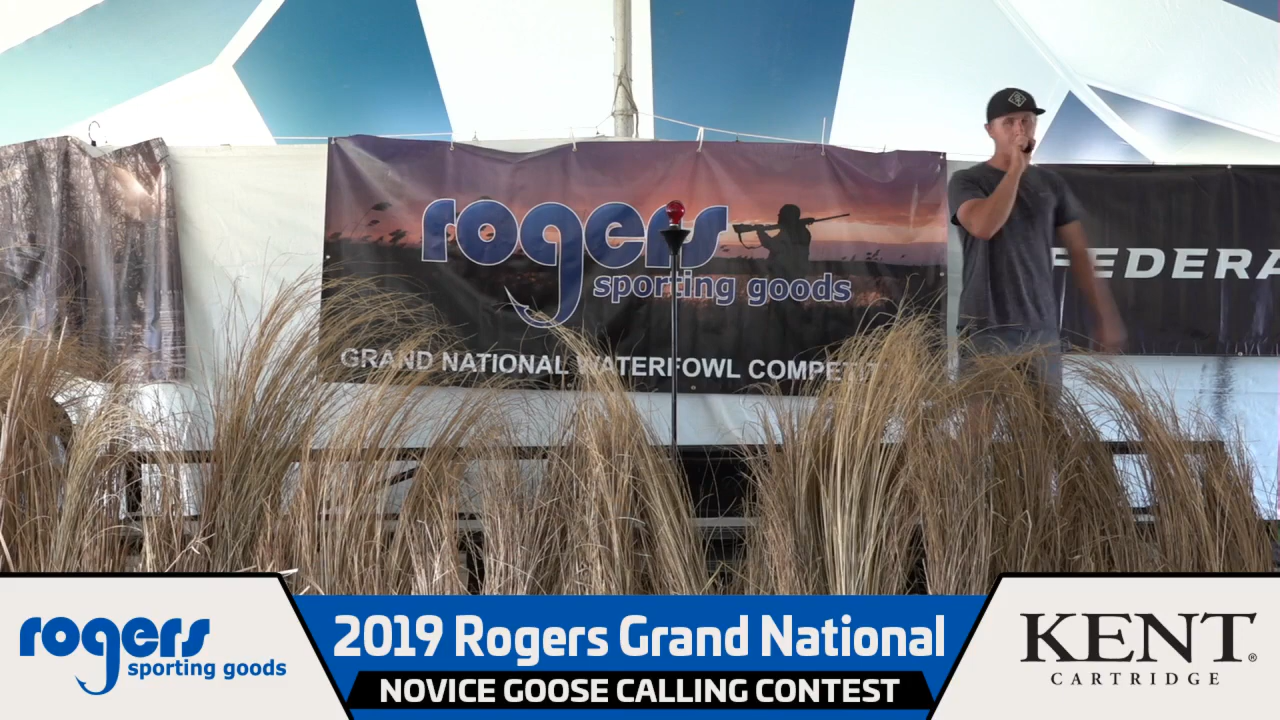 rogers
sporting goods
GRAND NATIONAL WATERFOWL COMPETIT
FEDERA
rogers
sporting goods
2019 Rogers Grand National
NOVICE GOOSE CALLING CONTEST
KENT®
CARTRIDGE